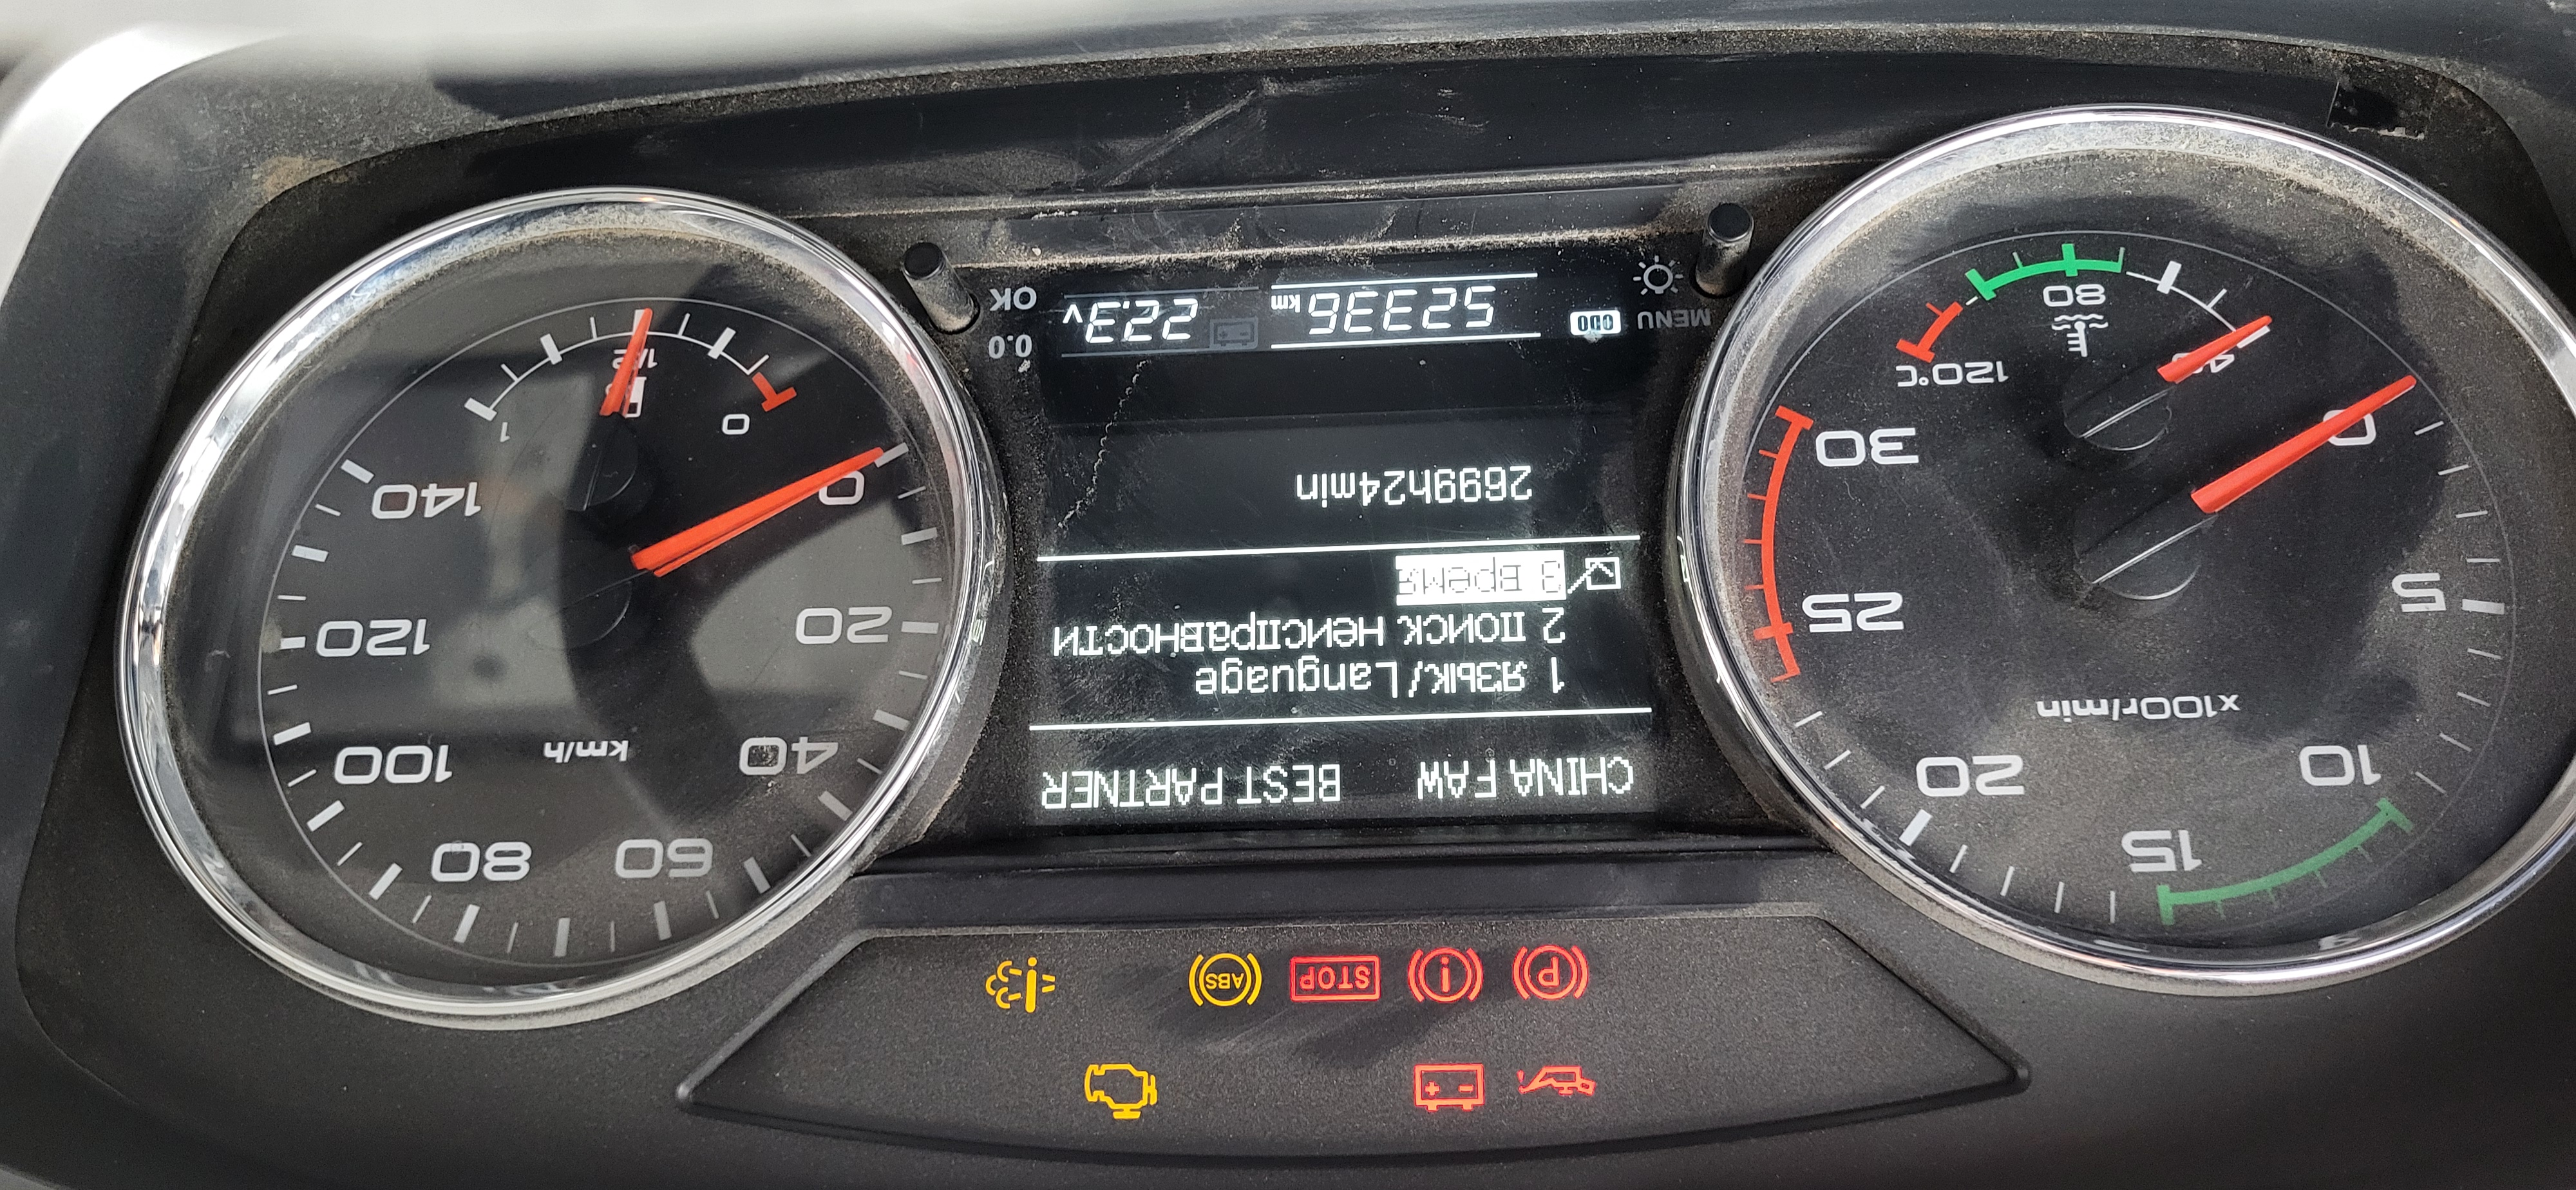 P
STOP
ABS
CHINA FAW BEST PARTNER
1 язык/Language
2 поиск неисправности
3 время
2699h24min
MENU
ODO
52336 km
22.3 v
0.0
OK
0
5
10
15
20
25
30
x100r/min
40
80
120°C
0
20
40
60
80
100
120
140
km/h
0
1/2
1